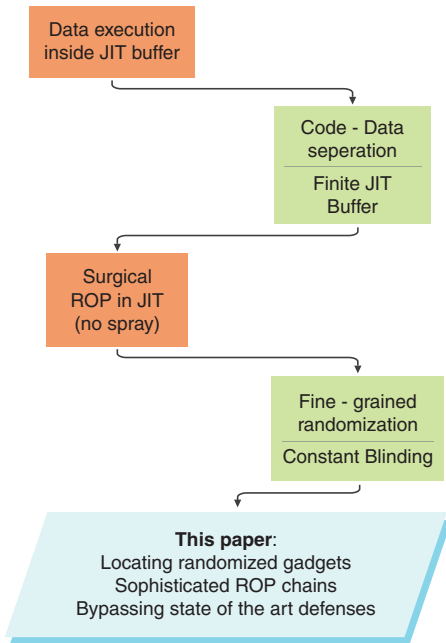 Data execution
inside JIT buffer
Code - Data
seperation
Finite JIT
Buffer
Surgical
ROP in JIT
(no spray)
Fine - grained
randomization
Constant Blinding
This paper:
Locating randomized gadgets
Sophisticated ROP chains
Bypassing state of the art defenses